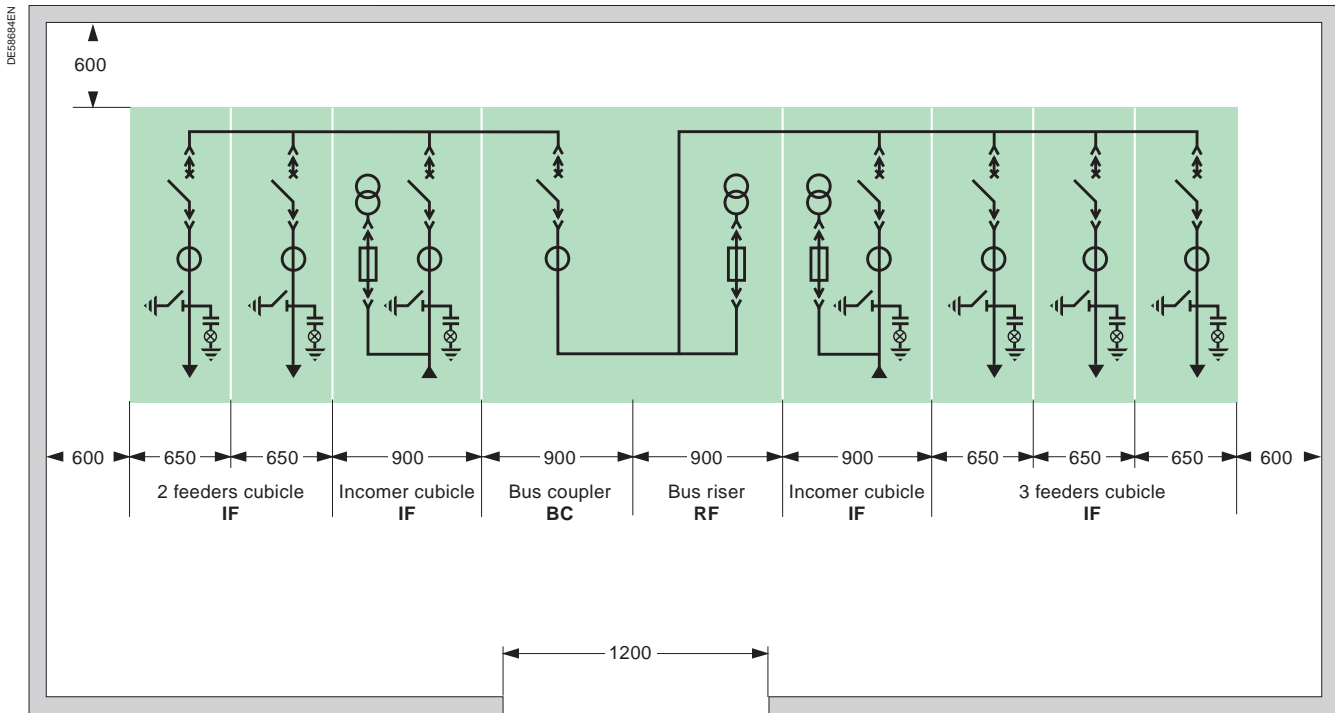 DE58684EN
600
600 650 650 900 900 900 900 650 650 650 600
2 feeders cubicle Incomer cubicle Bus coupler Bus riser Incomer cubicle 3 feeders cubicle
IF IF BC RF IF IF
1200